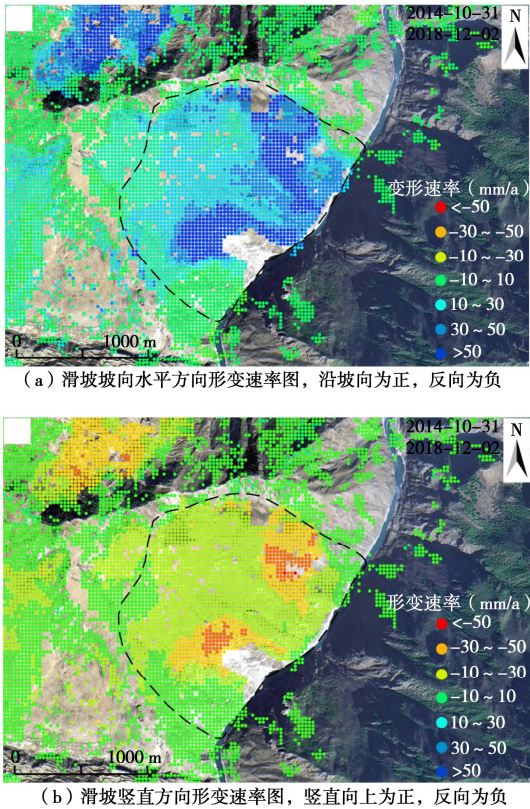 2014-10-31
2018-12-02
N
变形速率（mm/a）
<-50
-30～-50
-10～-30
-10～10
10～30
30～50
>50
0 1000 m
（a）滑坡坡向水平方向形变速率图，沿坡向为正，反向为负
2014-10-31
2018-12-02
N
形变速率（mm/a）
<-50
-30～-50
-10～-30
-10～10
10～30
30～50
>50
0 1000 m
（b）滑坡竖直方向形变速率图，竖直向上为正，反向为负